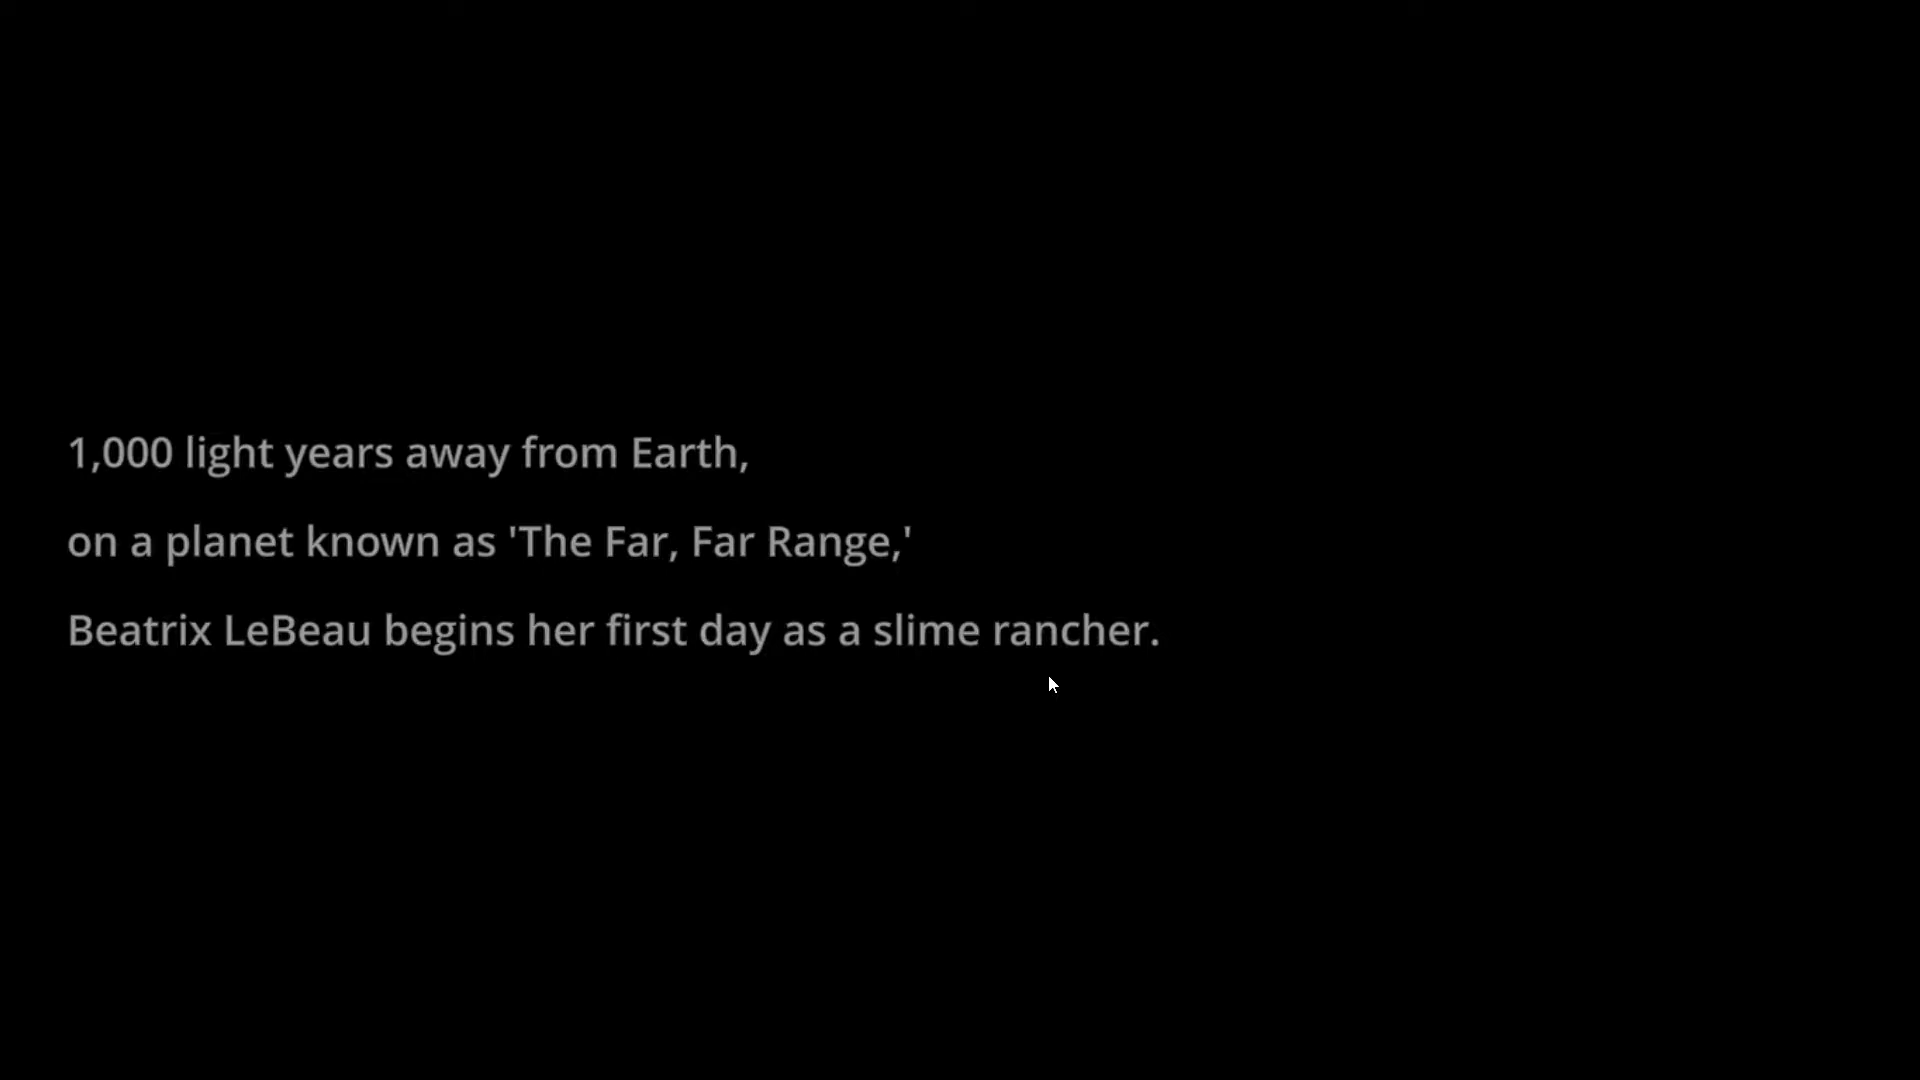 1,000 light years away from Earth,
on a planet known as 'The Far, Far Range,'
Beatrix LeBeau begins her first day as a slime rancher.